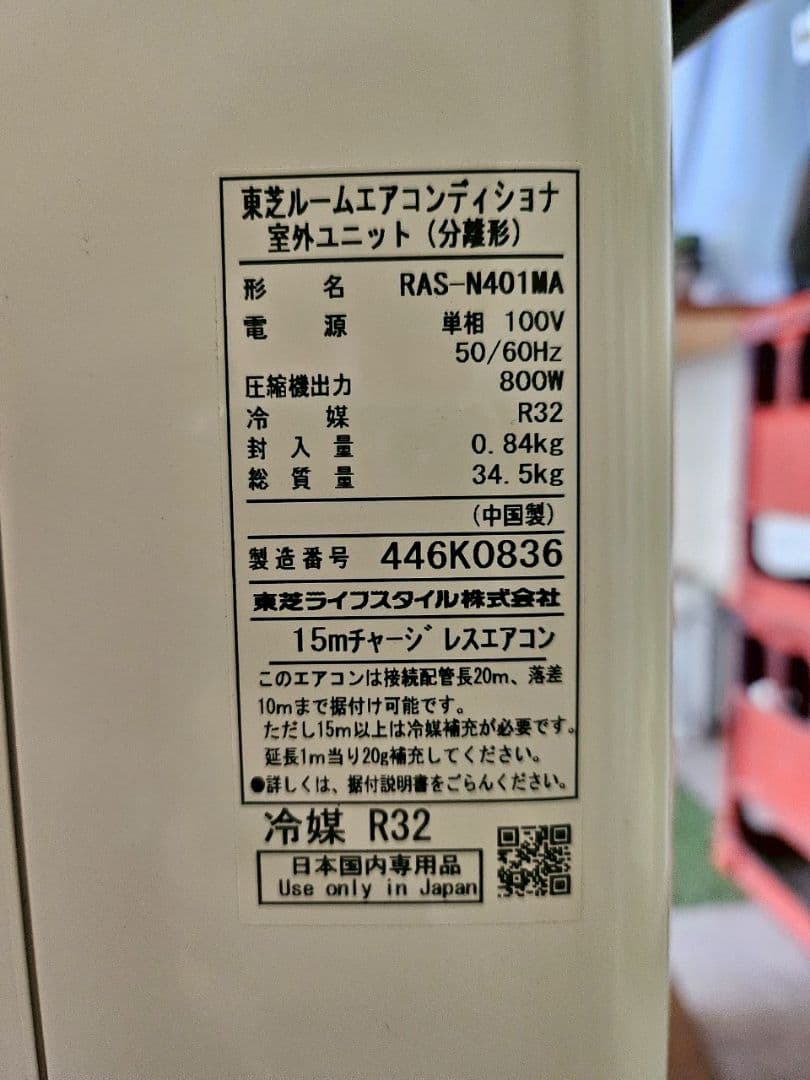 東芝ルームエアコンディショナ
室外ユニット（分離形）
形名 RAS-N401MA
電源 単相 100V
50/60Hz
圧縮機出力 800W
冷媒 R32
封入量 0.84kg
総質量 34.5kg
（中国製）
製造番号 446K0836
東芝ライフスタイル株式会社
15mチャージレスエアコン
このエアコンは接続配管長20m、落差
10mまで据付け可能です。
ただし15m以上は冷媒補充が必要です。
延長1m当り20g補充してください。
●詳しくは、据付説明書をごらんください。
冷媒 R32
日本国内専用品
Use only in Japan